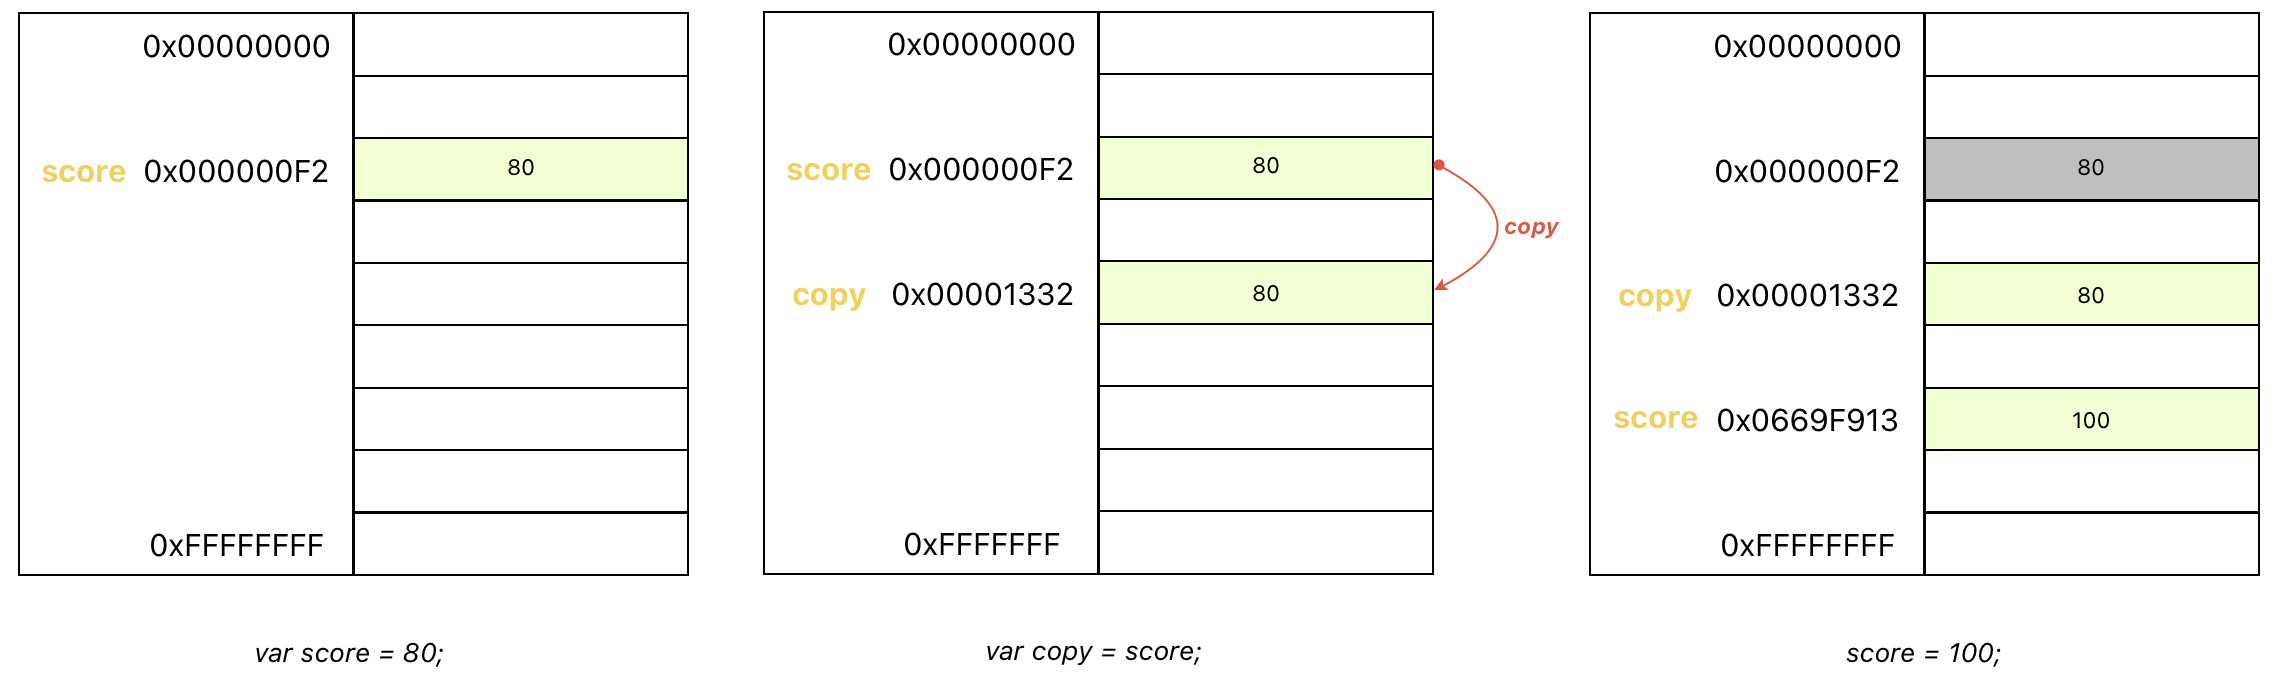 0x00000000
score 0x000000F2 80
0xFFFFFFFF
var score = 80;
0x00000000
score 0x000000F2 80
copy
copy 0x00001332 80
0xFFFFFFF
var copy = score;
0x00000000
0x000000F2 80
copy 0x00001332 80
score 0x0669F913 100
0xFFFFFFFF
score = 100;